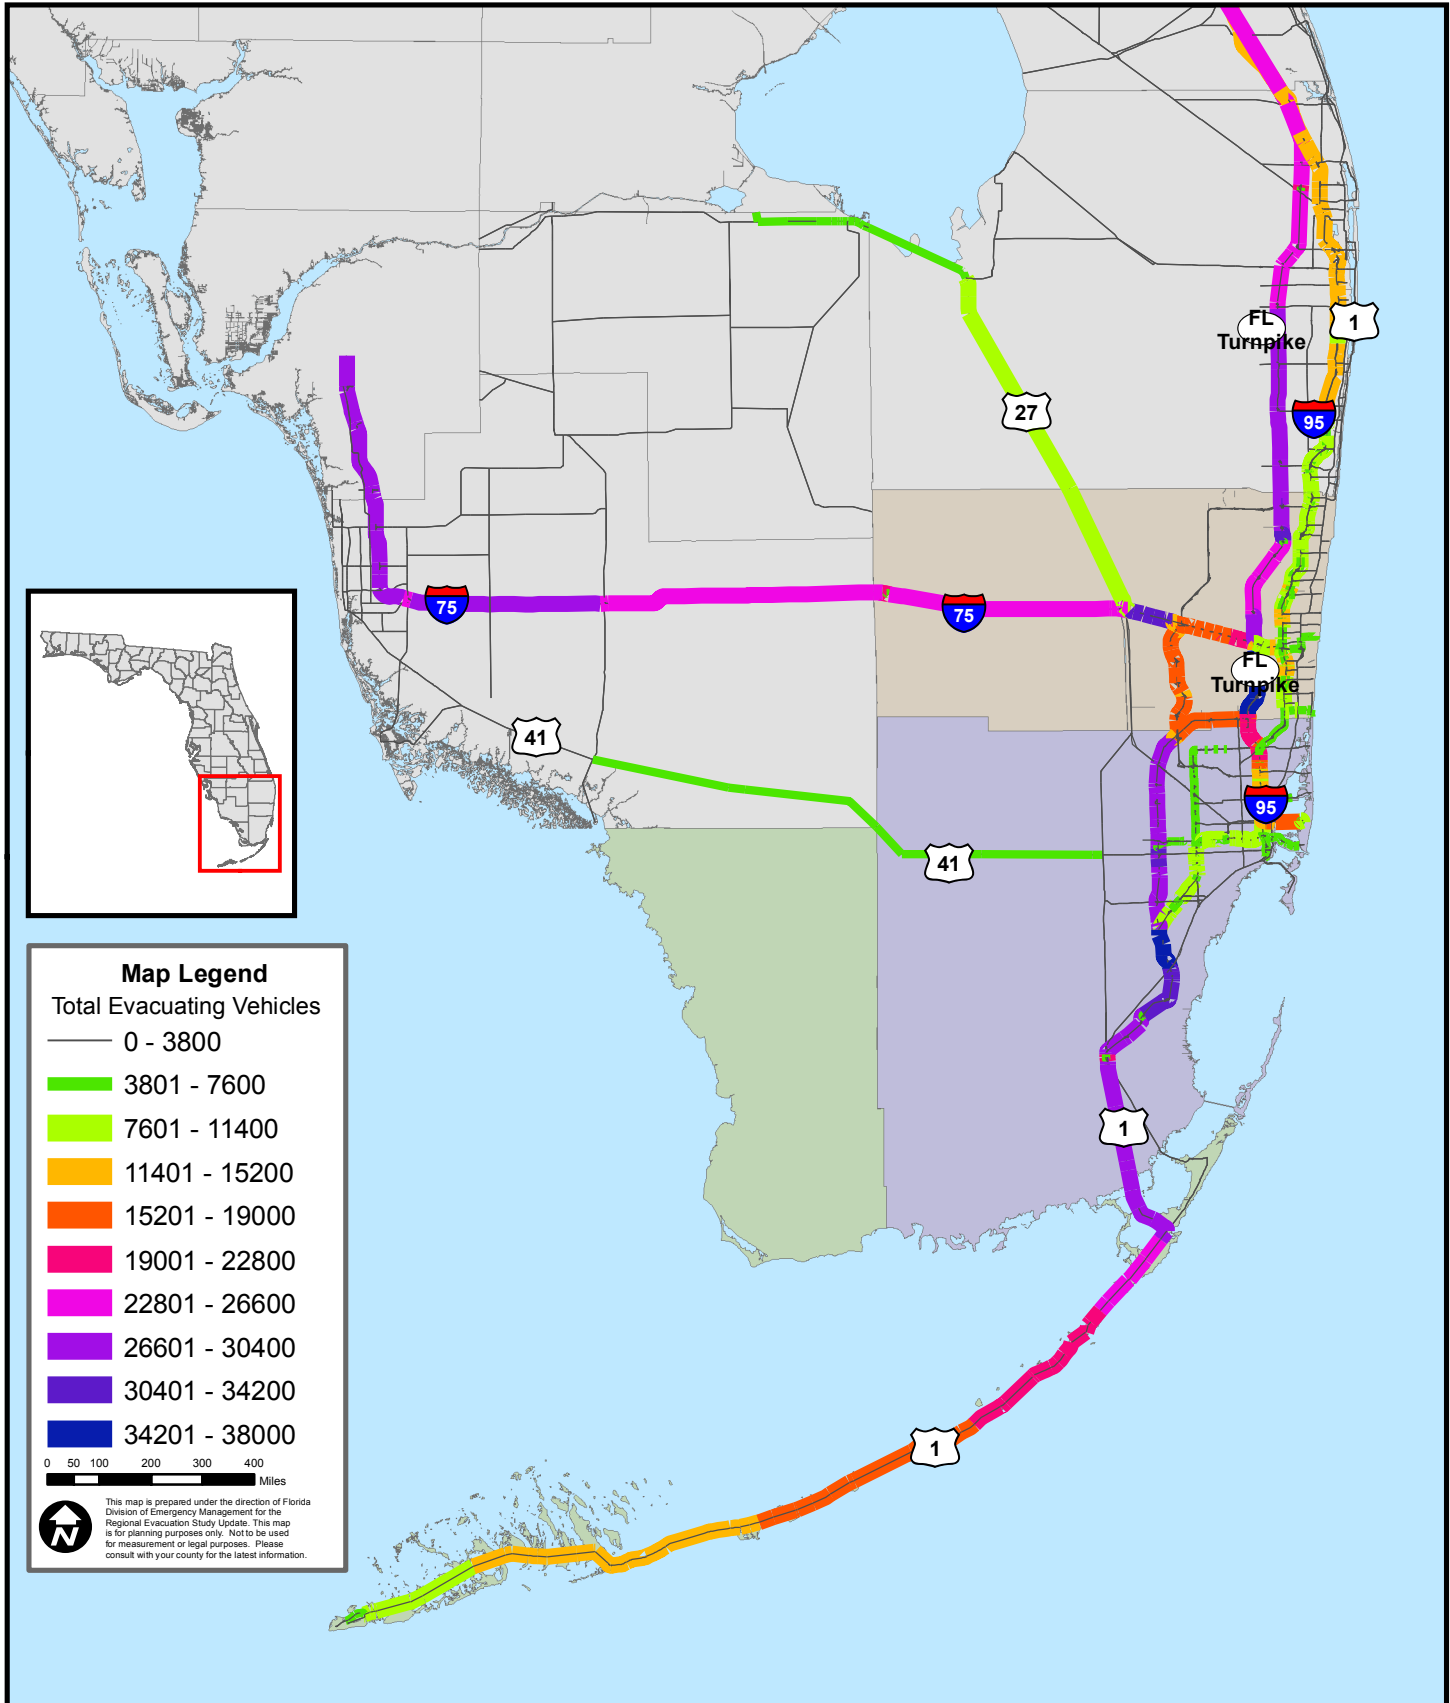 FL
Turnpike
1
27
95
75
75
FL
Turnpike
41
95
41
1
1
Map Legend
Total Evacuating Vehicles
0 - 3800
3801 - 7600
7601 - 11400
11401 - 15200
15201 - 19000
19001 - 22800
22801 - 26600
26601 - 30400
30401 - 34200
34201 - 38000
0 50 100 200 300 400
Miles
N
This map is prepared under the direction of Florida
Division of Emergency Management for the
Regional Evacuation Study Update. This map
is for planning purposes only. Not to be used
for measurement or legal purposes. Please
consult with your county for the latest information.